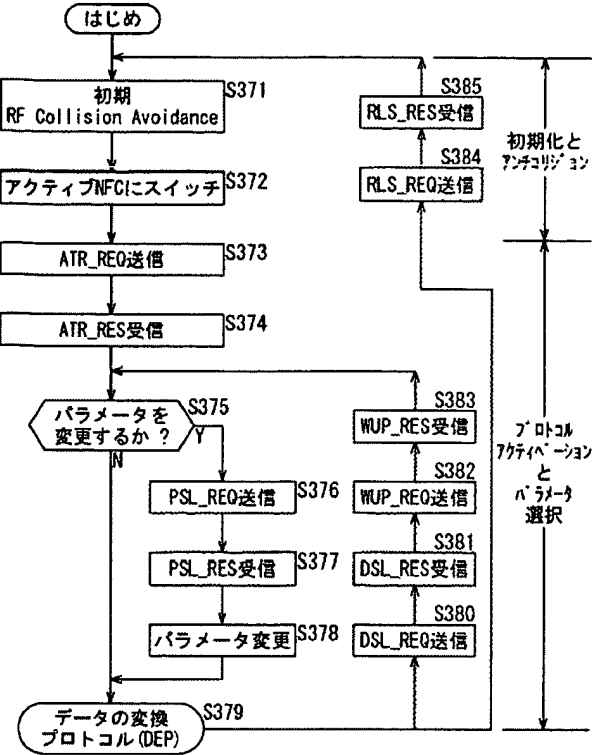 はじめ
S371
初期
RF Collision Avoidance
S372
アクティブNFCにスイッチ
S373
ATR_REQ送信
S374
ATR_RES受信
S375
パラメータを
変更するか ?
Y
N
S376
PSL_REQ送信
S377
PSL_RES受信
S378
パラメータ変更
S379
データの変換
プロトコル(DEP)
S385
RLS_RES受信
S384
RLS_REQ送信
S383
WUP_RES受信
S382
WUP_REQ送信
S381
DSL_RES受信
S380
DSL_REQ送信
初期化と
アンチコリジョン
プロトコル
アクティベーション
と
パラメータ
選択